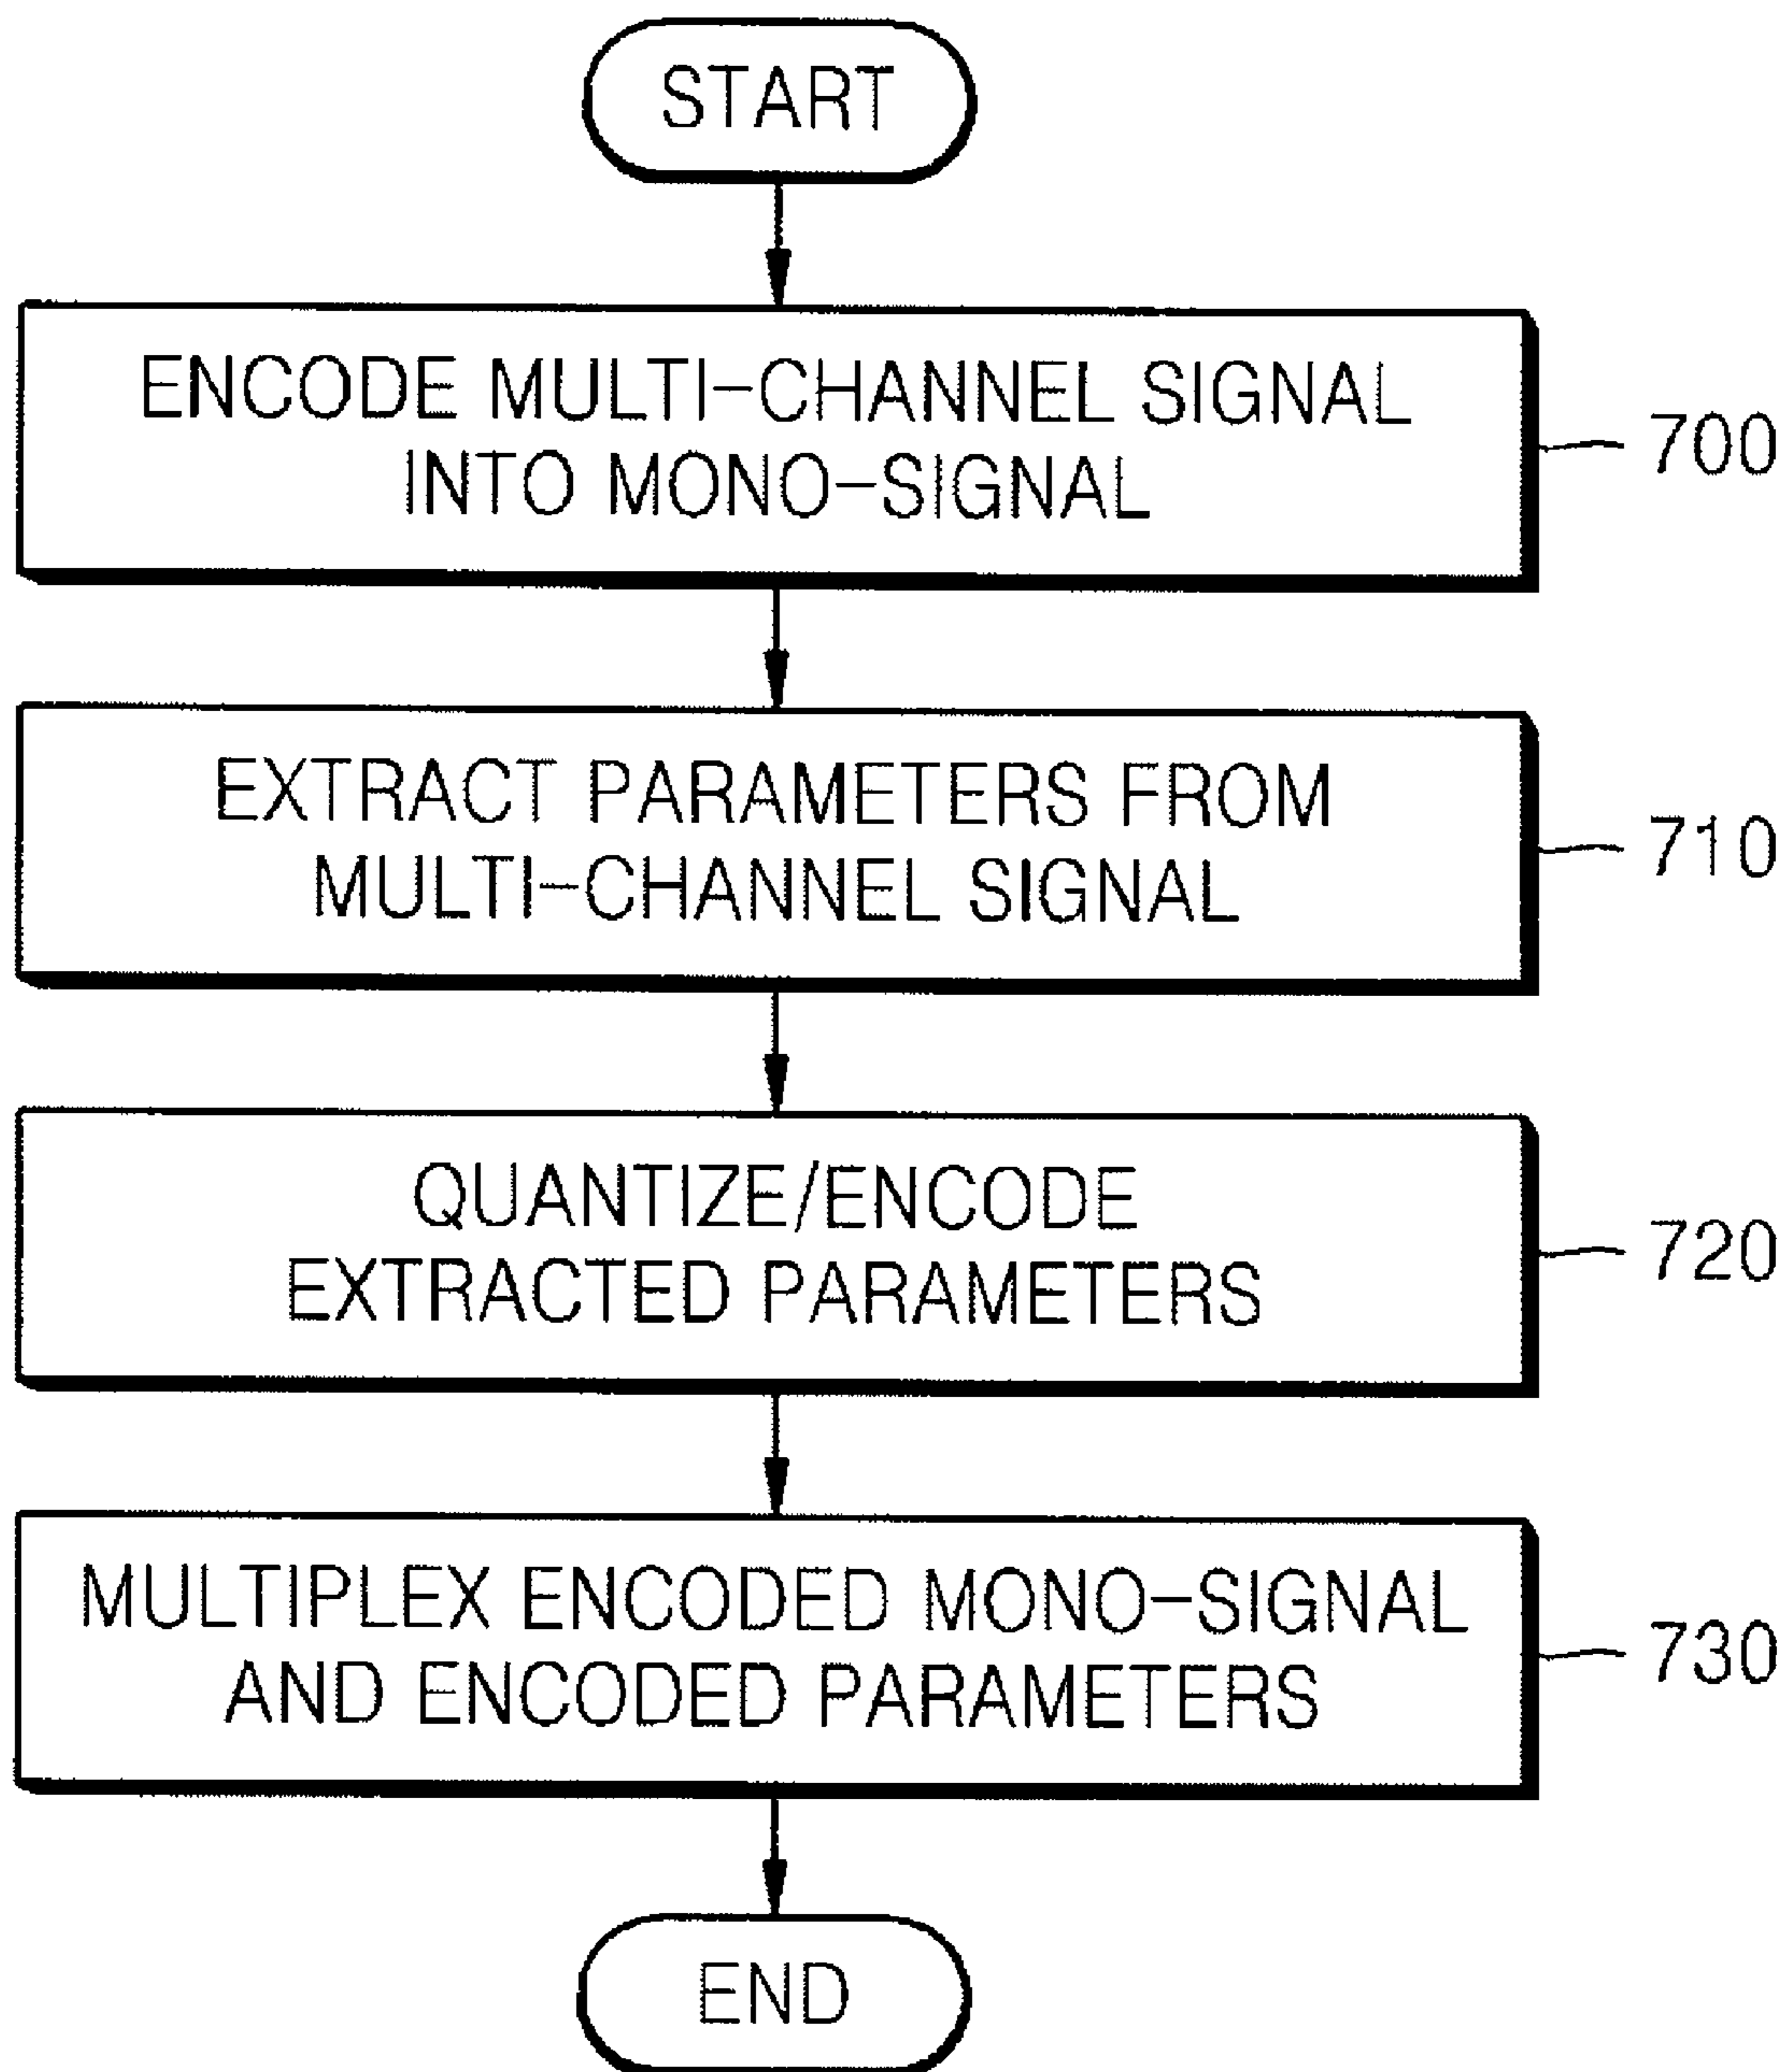 START
ENCODE MULTI-CHANNEL SIGNAL
INTO MONO-SIGNAL
700
EXTRACT PARAMETERS FROM
MULTI-CHANNEL SIGNAL
710
QUANTIZE/ENCODE
EXTRACTED PARAMETERS
720
MULTIPLEX ENCODED MONO-SIGNAL
AND ENCODED PARAMETERS
730
END